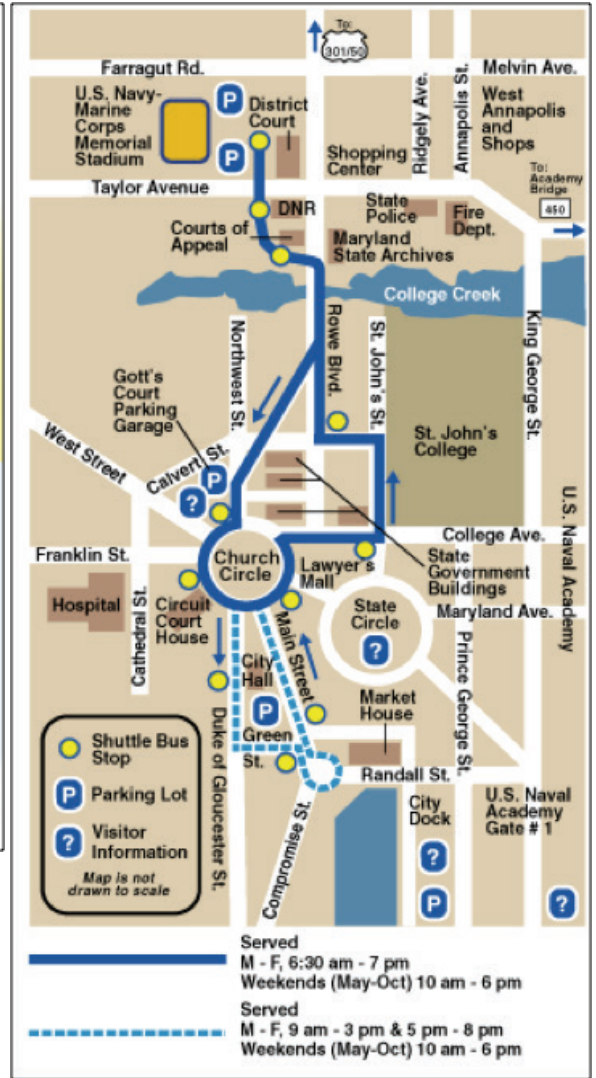 To:
301/50
Farragut Rd.
Melvin Ave.
U.S. Navy-
Marine
Corps
Memorial
Stadium
P
District
Court
P
Ridgely Ave.
Annapolis St.
West
Annapolis
and
Shops
Shopping
Center
To:
Academy
Bridge
450
Taylor Avenue
DNR
State
Police
Fire
Dept.
Courts of
Appeal
Maryland
State Archives
College Creek
Northwest St.
Rowe Blvd.
St. John's St.
King George St.
Gott's
Court
Parking
Garage
West Street
Calvert St.
P
?
St. John's
College
U.S. Naval Academy
College Ave.
Franklin St.
Church
Circle
Lawyer's
Mall
State
Government
Buildings
Hospital
Cathedral St.
Circuit
Court
House
State
Circle
?
Maryland Ave.
Main Street
City
Hall
P
Prince George St.
Market
House
Duke of Gloucester St.
Green
St.
Randall St.
Compromise St.
City
Dock
?
P
U.S. Naval
Academy
Gate # 1
?
Shuttle Bus
Stop
P
Parking Lot
?
Visitor
Information
Map is not
drawn to scale
Served
M - F, 6:30 am - 7 pm
Weekends (May-Oct) 10 am - 6 pm
Served
M - F, 9 am - 3 pm & 5 pm - 8 pm
Weekends (May-Oct) 10 am - 6 pm